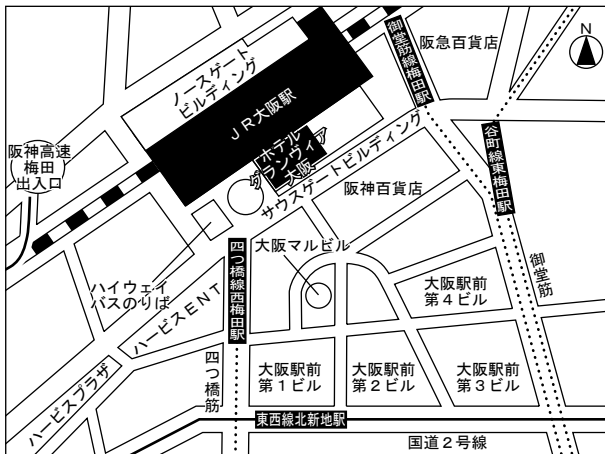 御堂筋線梅田駅
阪急百貨店
N
ノースゲート
ビルディング
JR大阪駅
阪神高速
梅田
出入口
ホテル
グランヴィア
大阪
サウスゲートビルディング
谷町線東梅田駅
阪神百貨店
四つ橋線西梅田駅
大阪マルビル
御堂筋
ハイウェイ
バスのりば
ハービスENT
大阪駅前
第4ビル
ハービスプラザ
四つ橋筋
大阪駅前
第1ビル
大阪駅前
第2ビル
大阪駅前
第3ビル
東西線北新地駅
国道2号線